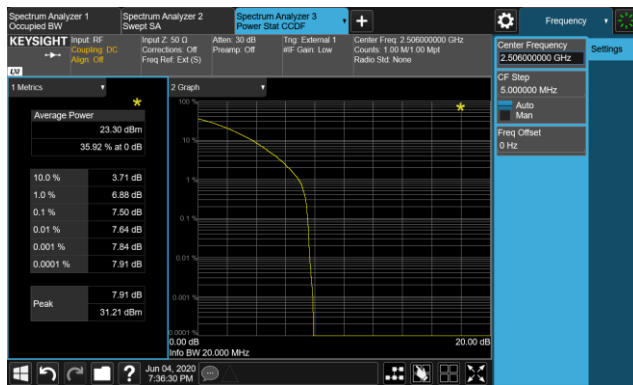 Spectrum Analyzer 1
Occupied BW
Spectrum Analyzer 2
Swept SA
Spectrum Analyzer 3
Power Stat CCDF
Frequency
KEYSIGHT
Input: RF
Coupling: DC
Align: Off
Input Z: 50 Ω
Corrections: Off
Freq Ref: Ext (S)
Atten: 30 dB
Preamp: Off
Trig: External 1
#IF Gain: Low
Center Freq: 2.506000000 GHz
Counts: 1.00 M/1.00 Mpt
Radio Std: None
LXI
Center Frequency
2.506000000 GHz
Settings
CF Step
5.000000 MHz
Auto
Man
Freq Offset
0 Hz
1 Metrics
Average Power
23.30 dBm
35.92 % at 0 dB
10.0 % 3.71 dB
1.0 % 6.88 dB
0.1 % 7.50 dB
0.01 % 7.64 dB
0.001 % 7.84 dB
0.0001 % 7.91 dB
Peak
7.91 dB
31.21 dBm
2 Graph
100 %
10 %
1 %
0.1 %
0.01 %
0.001 %
0.0001 %
0.00 dB
20.00 dB
Info BW 20.000 MHz
?
Jun 04, 2020
7:36:30 PM